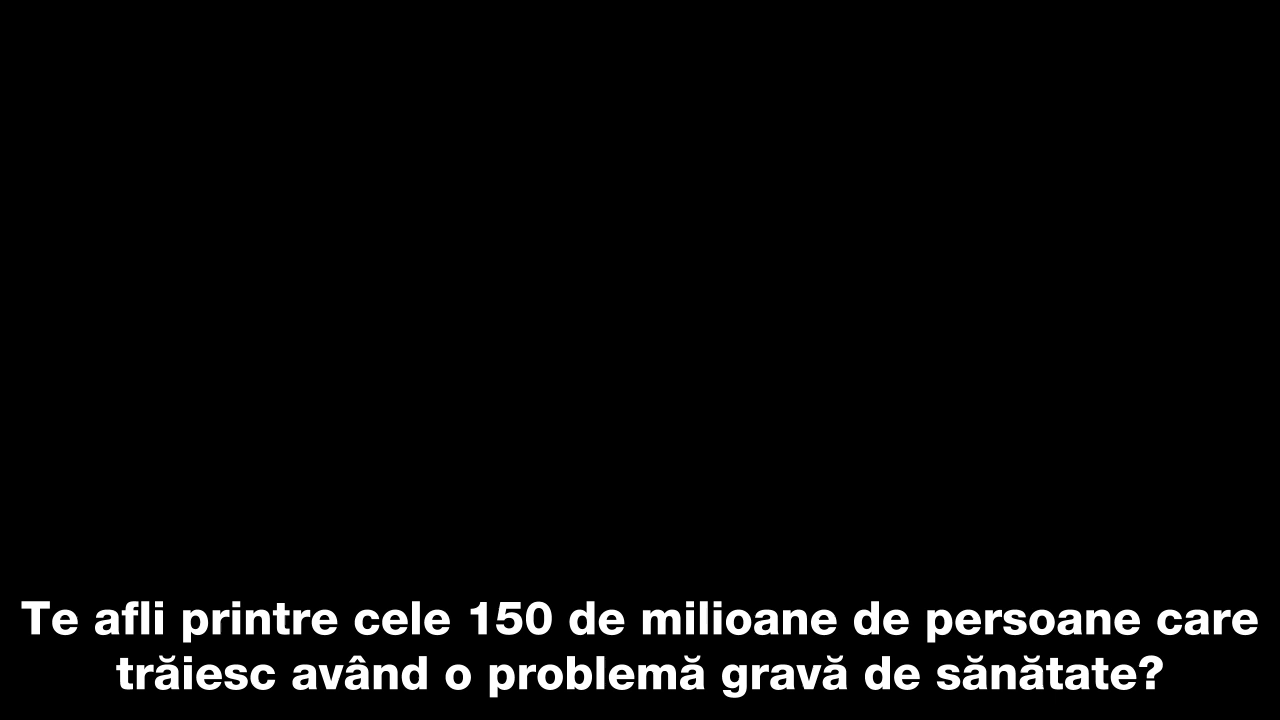 Te afli printre cele 150 de milioane de persoane care
trăiesc având o problemă gravă de sănătate?